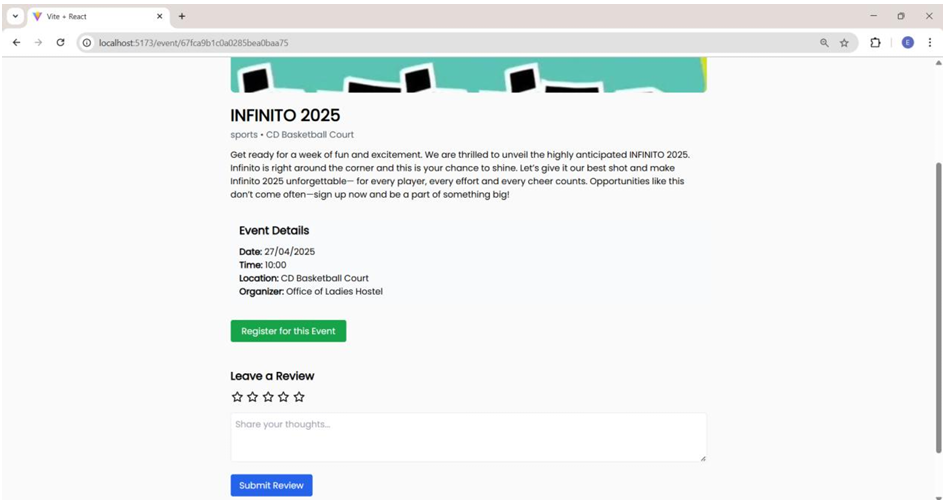 Vite + React
localhost:5173/event/67fca9b1c0a0285bea0baa75
E
INFINITO 2025
sports • CD Basketball Court
Get ready for a week of fun and excitement. We are thrilled to unveil the highly anticipated INFINITO 2025.
Infinito is right around the corner and this is your chance to shine. Let's give it our best shot and make
Infinito 2025 unforgettable— for every player, every effort and every cheer counts. Opportunities like this
don't come often—sign up now and be a part of something big!
Event Details
Date: 27/04/2025
Time: 10:00
Location: CD Basketball Court
Organizer: Office of Ladies Hostel
Register for this Event
Leave a Review
Share your thoughts...
Submit Review